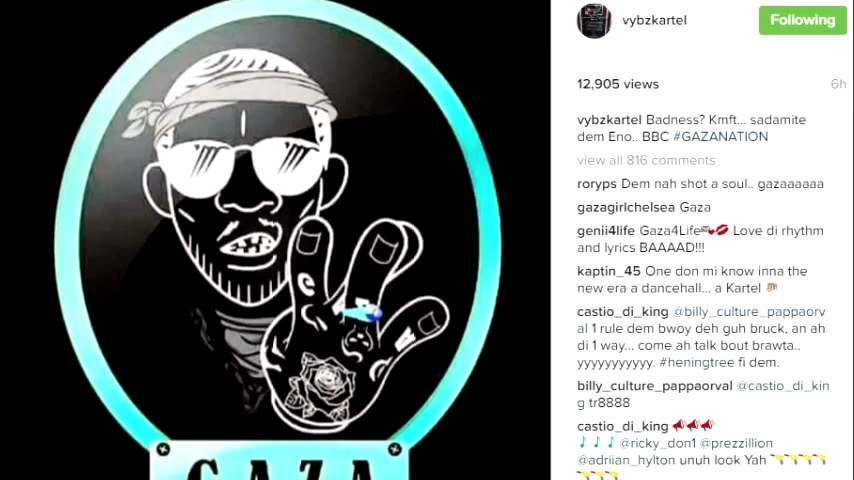 vybzkartel
Following
12,905 views
6h
vybzkartel Badness? Kmft... sadamite
dem Eno.. BBC #GAZANATION
view all 816 comments
roryps Dem nah shot a soul.. gazaaaaaa
gazagirlchelsea Gaza
genii4life Gaza4Life💋 Love di rhythm
and lyrics BAAAAD!!!
kaptin_45 One don mi know inna the
new era a dancehall... a Kartel 👊🏽
castio_di_king @billy_culture_pappaorv
al 1 rule dem bwoy deh guh bruck, an ah
di 1 way... come ah talk bout brawta..
yyyyyyyyyyy. #heningtree fi dem.
billy_culture_pappaorval @castio_di_kin
g tr8888
castio_di_king
@ricky_don1 @prezzillion
@adriian_hylton unuh look Yah
GAZA